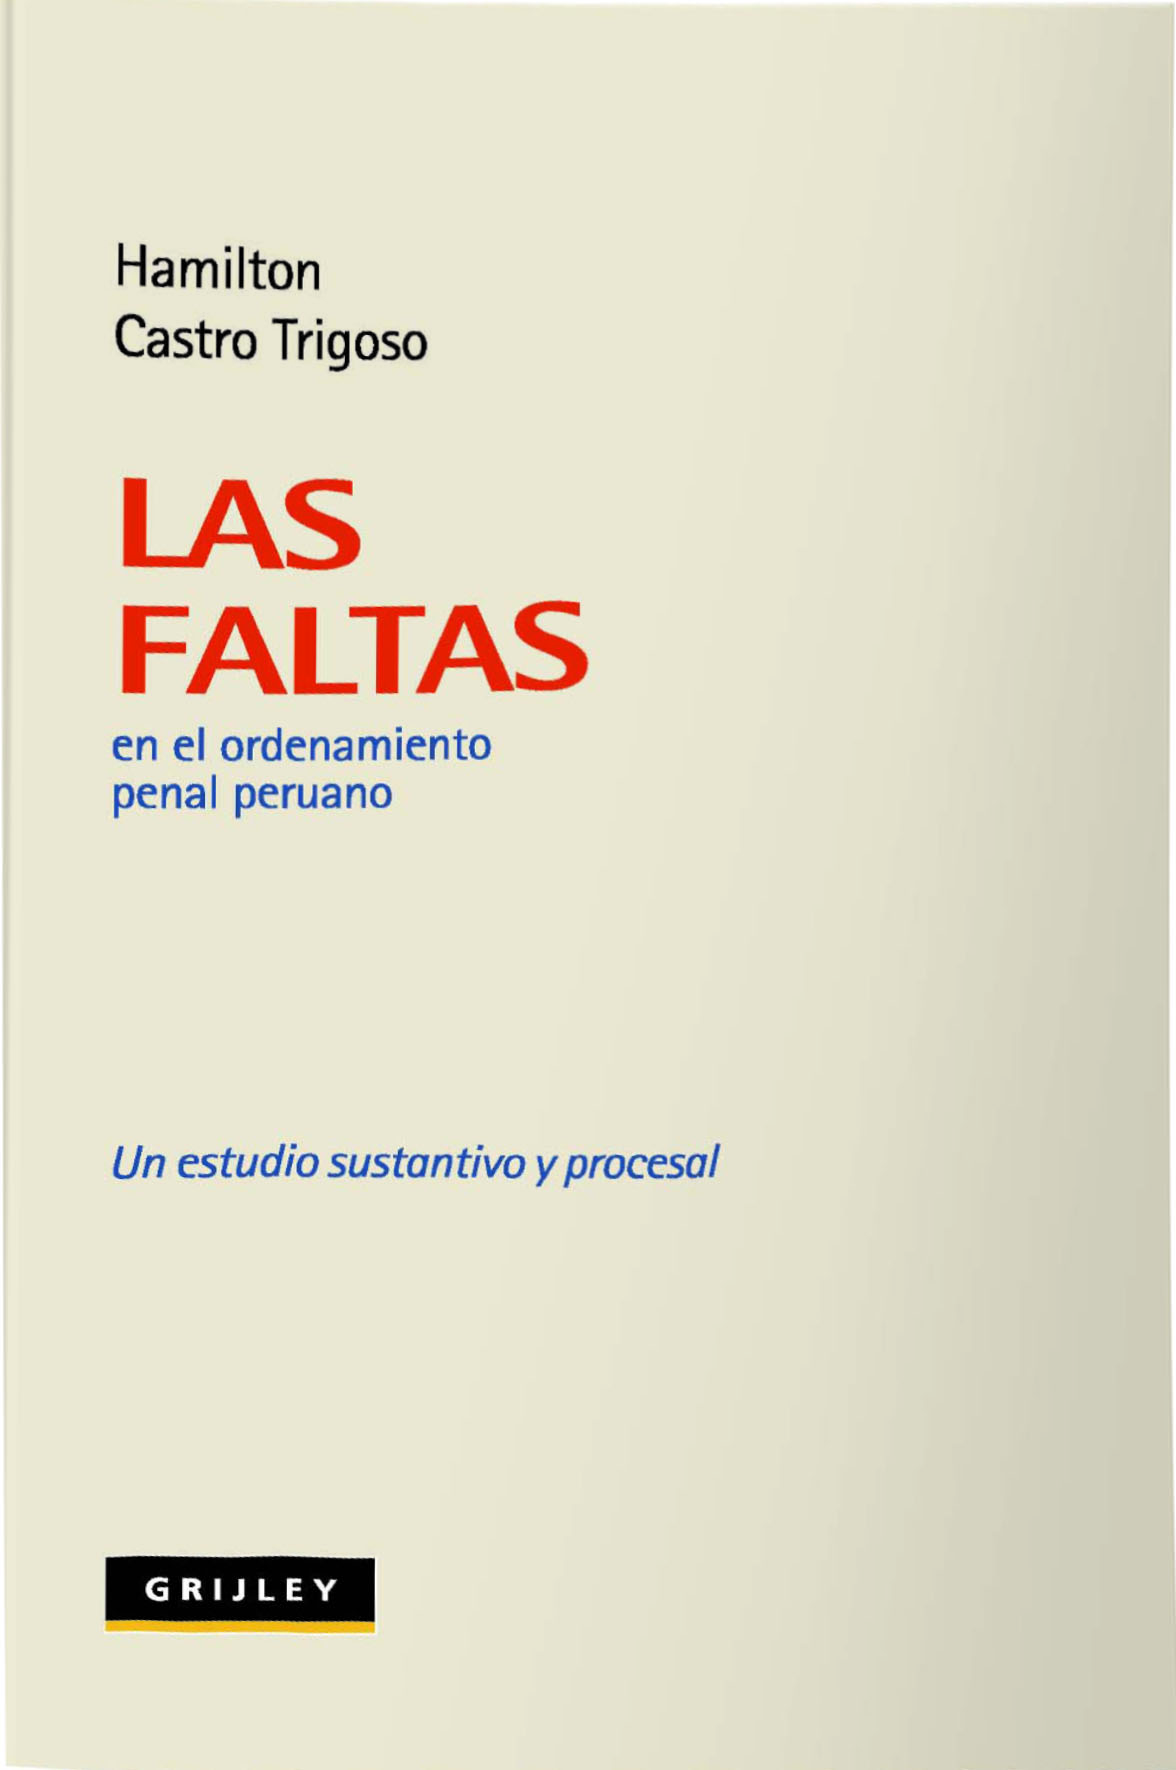 Hamilton
Castro Trigoso
LAS
FALTAS
en el ordenamiento
penal peruano
Un estudio sustantivo y procesal
GRIJLEY